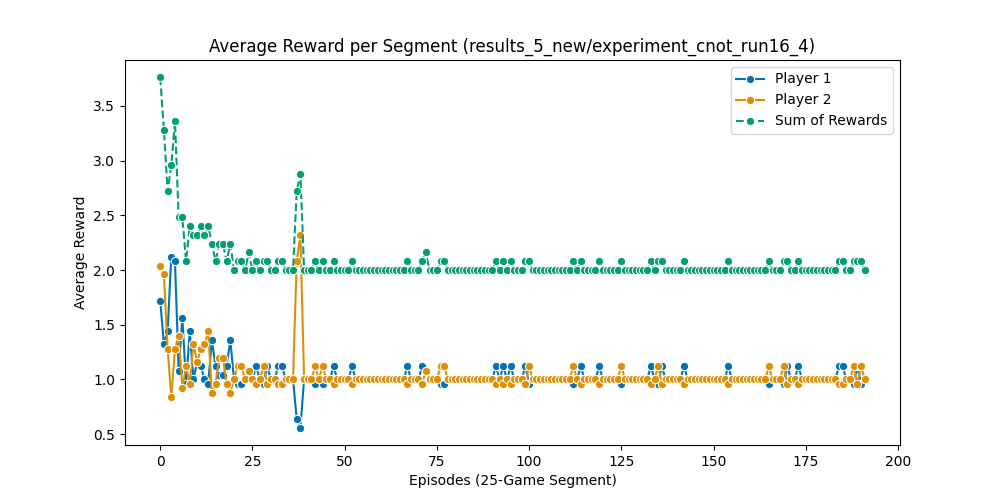 Average Reward per Segment (results_5_new/experiment_cnot_run16_4)
Player 1
Player 2
Sum of Rewards
Average Reward
3.5
3.0
2.5
2.0
1.5
1.0
0.5
0 25 50 75 100 125 150 175 200
Episodes (25-Game Segment)